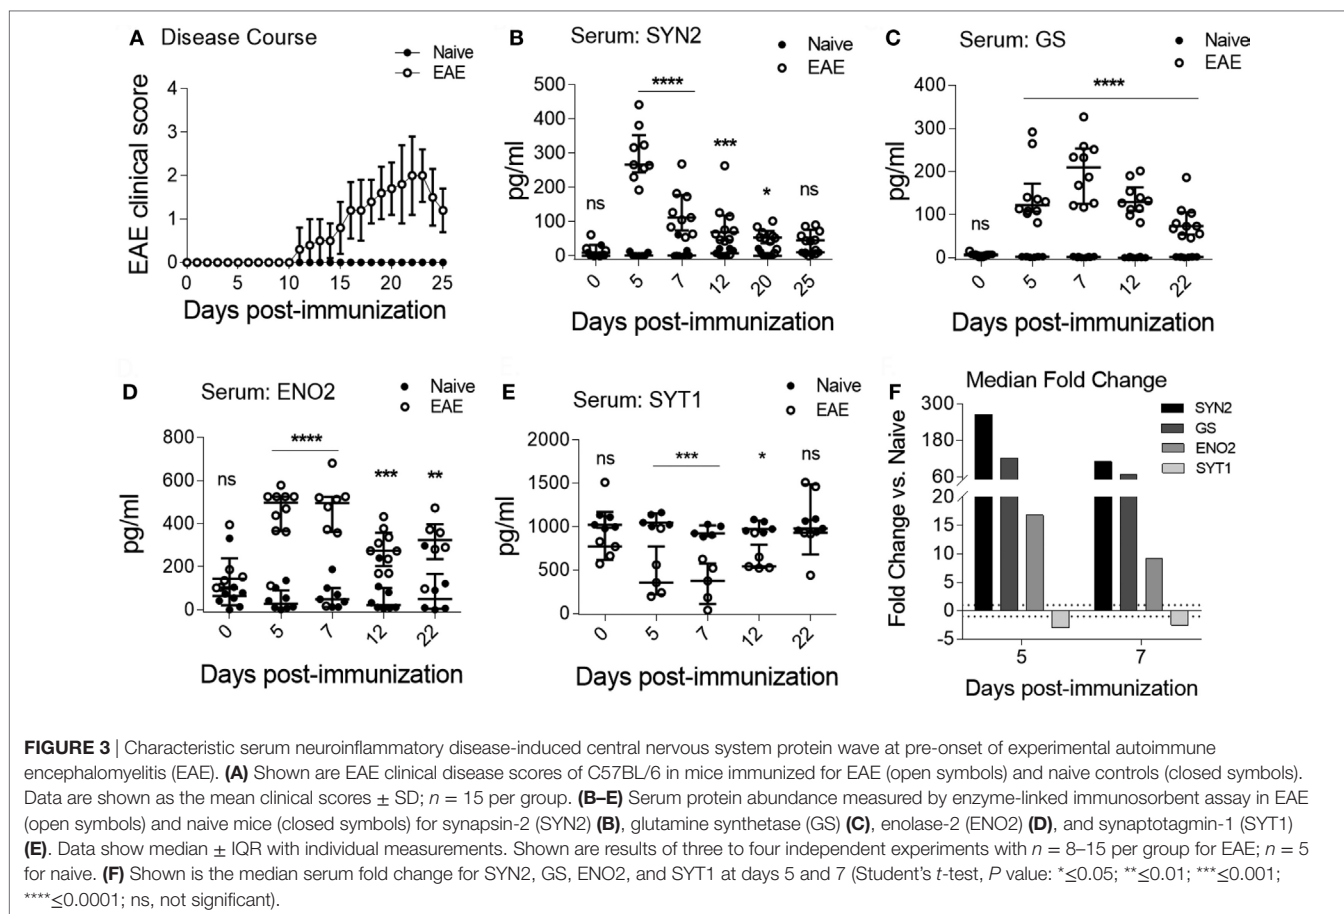 A Disease Course
Naive
EAE
EAE clinical score
4
3
2
1
0
0 5 10 15 20 25
Days post-immunization
B Serum: SYN2
Naive
EAE
pg/ml
500
400
300
200
100
0
ns
****
***
*
ns
0 5 7 12 20 25
Days post-immunization
C Serum: GS
Naive
EAE
pg/ml
400
300
200
100
0
ns
****
0 5 7 12 22
Days post-immunization
D Serum: ENO2
Naive
EAE
pg/ml
800
600
400
200
0
ns
****
***
**
0 5 7 12 22
Days post-immunization
E Serum: SYT1
Naive
EAE
pg/ml
2000
1500
1000
500
0
ns
***
*
ns
0 5 7 12 22
Days post-immunization
F Median Fold Change
SYN2
GS
ENO2
SYT1
Fold Change vs. Naive
300
180
60
20
15
10
5
0
-5
5 7
Days post-immunization
FIGURE 3 | Characteristic serum neuroinflammatory disease-induced central nervous system protein wave at pre-onset of experimental autoimmune
encephalomyelitis (EAE). (A) Shown are EAE clinical disease scores of C57BL/6 in mice immunized for EAE (open symbols) and naive controls (closed symbols).
Data are shown as the mean clinical scores ± SD; n = 15 per group. (B–E) Serum protein abundance measured by enzyme-linked immunosorbent assay in EAE
(open symbols) and naive mice (closed symbols) for synapsin-2 (SYN2) (B), glutamine synthetase (GS) (C), enolase-2 (ENO2) (D), and synaptotagmin-1 (SYT1)
(E). Data show median ± IQR with individual measurements. Shown are results of three to four independent experiments with n = 8–15 per group for EAE; n = 5
for naive. (F) Shown is the median serum fold change for SYN2, GS, ENO2, and SYT1 at days 5 and 7 (Student's t-test, P value: *≤0.05; **≤0.01; ***≤0.001;
****≤0.0001; ns, not significant).